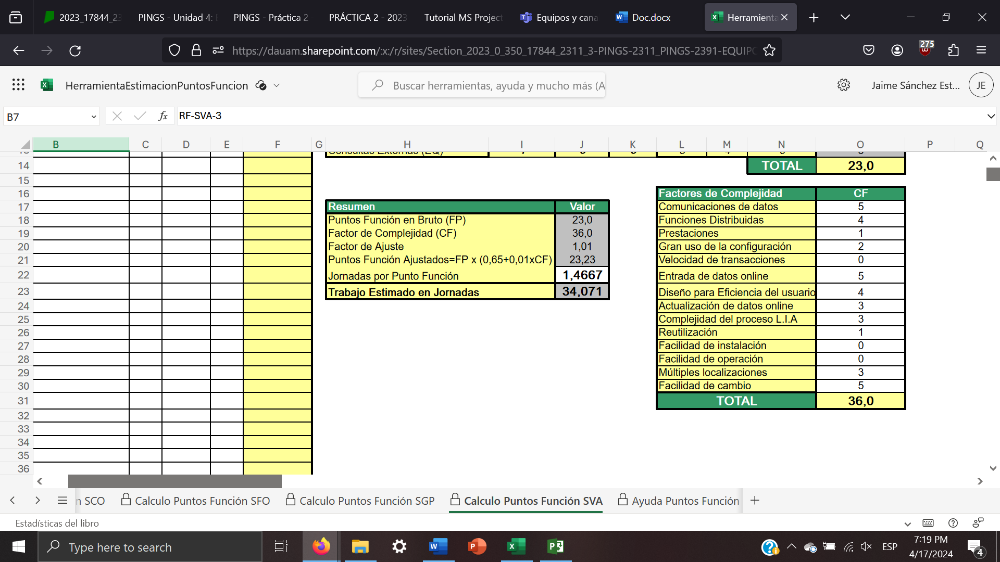 2023_17844_23
PINGS - Unidad 4:
PINGS - Práctica 2 -
PRÁCTICA 2 - 2023
Tutorial MS Project
Equipos y cana
Doc.docx
Herramienta
https://dauam.sharepoint.com/:x:/r/sites/Section_2023_0_350_17844_2311_3-PINGS-2311_PINGS-2391-EQUIPO
275
HerramientaEstimacionPuntosFuncion
Buscar herramientas, ayuda y mucho más (A
Jaime Sánchez Est...
JE
B7
fx
RF-SVA-3
B C D E F G H I J K L M N O P Q
14 TOTAL 23,0
15
16 Factores de Complejidad CF
17 Resumen Valor Comunicaciones de datos 5
18 Puntos Función en Bruto (FP) 23,0 Funciones Distribuidas 4
19 Factor de Complejidad (CF) 36,0 Prestaciones 1
20 Factor de Ajuste 1,01 Gran uso de la configuración 2
21 Puntos Función Ajustados=FP x (0,65+0,01xCF) 23,23 Velocidad de transacciones 0
22 Jornadas por Punto Función 1,4667 Entrada de datos online 5
23 Trabajo Estimado en Jornadas 34,071 Diseño para Eficiencia del usuario 4
24 Actualización de datos online 3
25 Complejidad del proceso L.I.A 3
26 Reutilización 1
27 Facilidad de instalación 0
28 Facilidad de operación 0
29 Múltiples localizaciones 3
30 Facilidad de cambio 5
31 TOTAL 36,0
32
33
34
35
36
n SCO
Calculo Puntos Función SFO
Calculo Puntos Función SGP
Calculo Puntos Función SVA
Ayuda Puntos Función
Estadísticas del libro
Type here to search
ESP
7:19 PM
4/17/2024
4